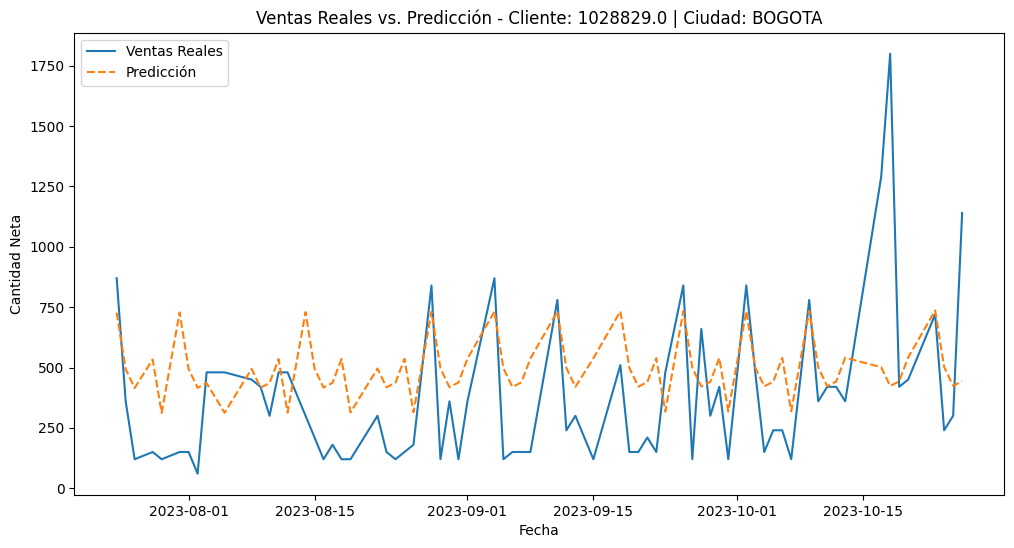 Ventas Reales vs. Predicción - Cliente: 1028829.0 | Ciudad: BOGOTA
Ventas Reales
Predicción
Cantidad Neta
1750
1500
1250
1000
750
500
250
0
2023-08-01 2023-08-15 2023-09-01 2023-09-15 2023-10-01 2023-10-15
Fecha